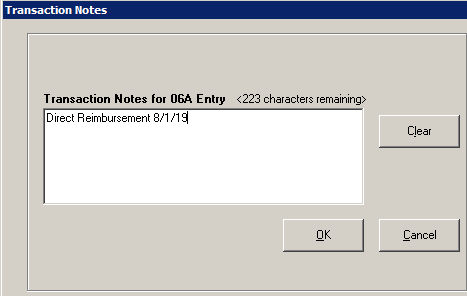 Transaction Notes
Transaction Notes for 06A Entry <223 characters remaining>
Direct Reimbursement 8/1/19
Clear
OK
Cancel